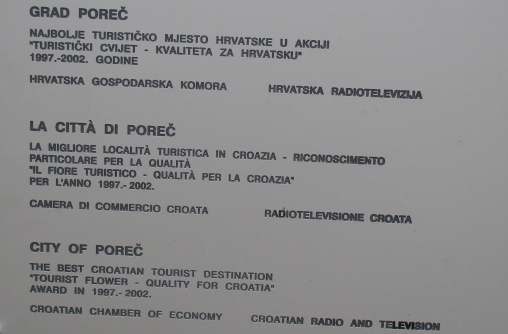 GRAD POREČ
NAJBOLJE TURISTIČKO MJESTO HRVATSKE U AKCIJI
"TURISTIČKI CVIJET - KVALITETA ZA HRVATSKU"
1997.-2002. GODINE
HRVATSKA GOSPODARSKA KOMORA HRVATSKA RADIOTELEVIZIJA
LA CITTÀ DI POREČ
LA MIGLIORE LOCALITÀ TURISTICA IN CROAZIA - RICONOSCIMENTO
PARTICOLARE PER LA QUALITÀ
"IL FIORE TURISTICO - QUALITÀ PER LA CROAZIA"
PER L'ANNO 1997.- 2002.
CAMERA DI COMMERCIO CROATA RADIOTELEVISIONE CROATA
CITY OF POREČ
THE BEST CROATIAN TOURIST DESTINATION
"TOURIST FLOWER - QUALITY FOR CROATIA"
AWARD IN 1997.- 2002.
CROATIAN CHAMBER OF ECONOMY CROATIAN RADIO AND TELEVISION